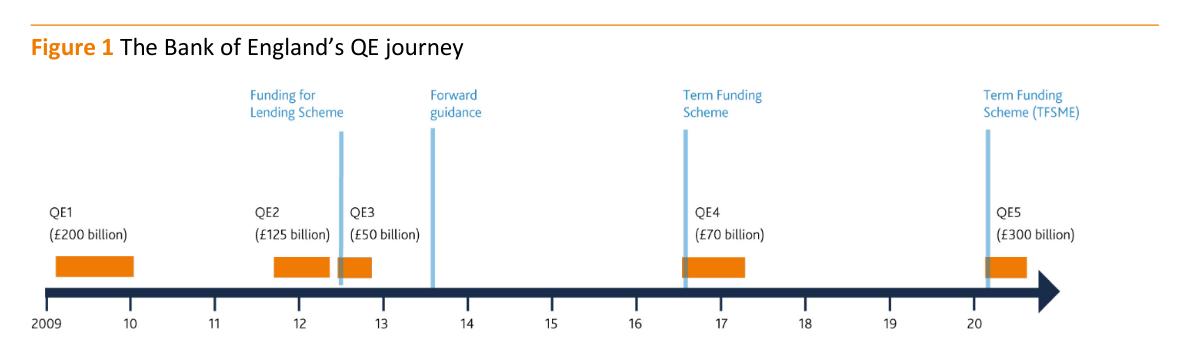 Figure 1 The Bank of England’s QE journey
Funding for
Lending Scheme
Forward
guidance
Term Funding
Scheme
Term Funding
Scheme (TFSME)
QE1
(£200 billion)
QE2
(£125 billion)
QE3
(£50 billion)
QE4
(£70 billion)
QE5
(£300 billion)
2009 10 11 12 13 14 15 16 17 18 19 20